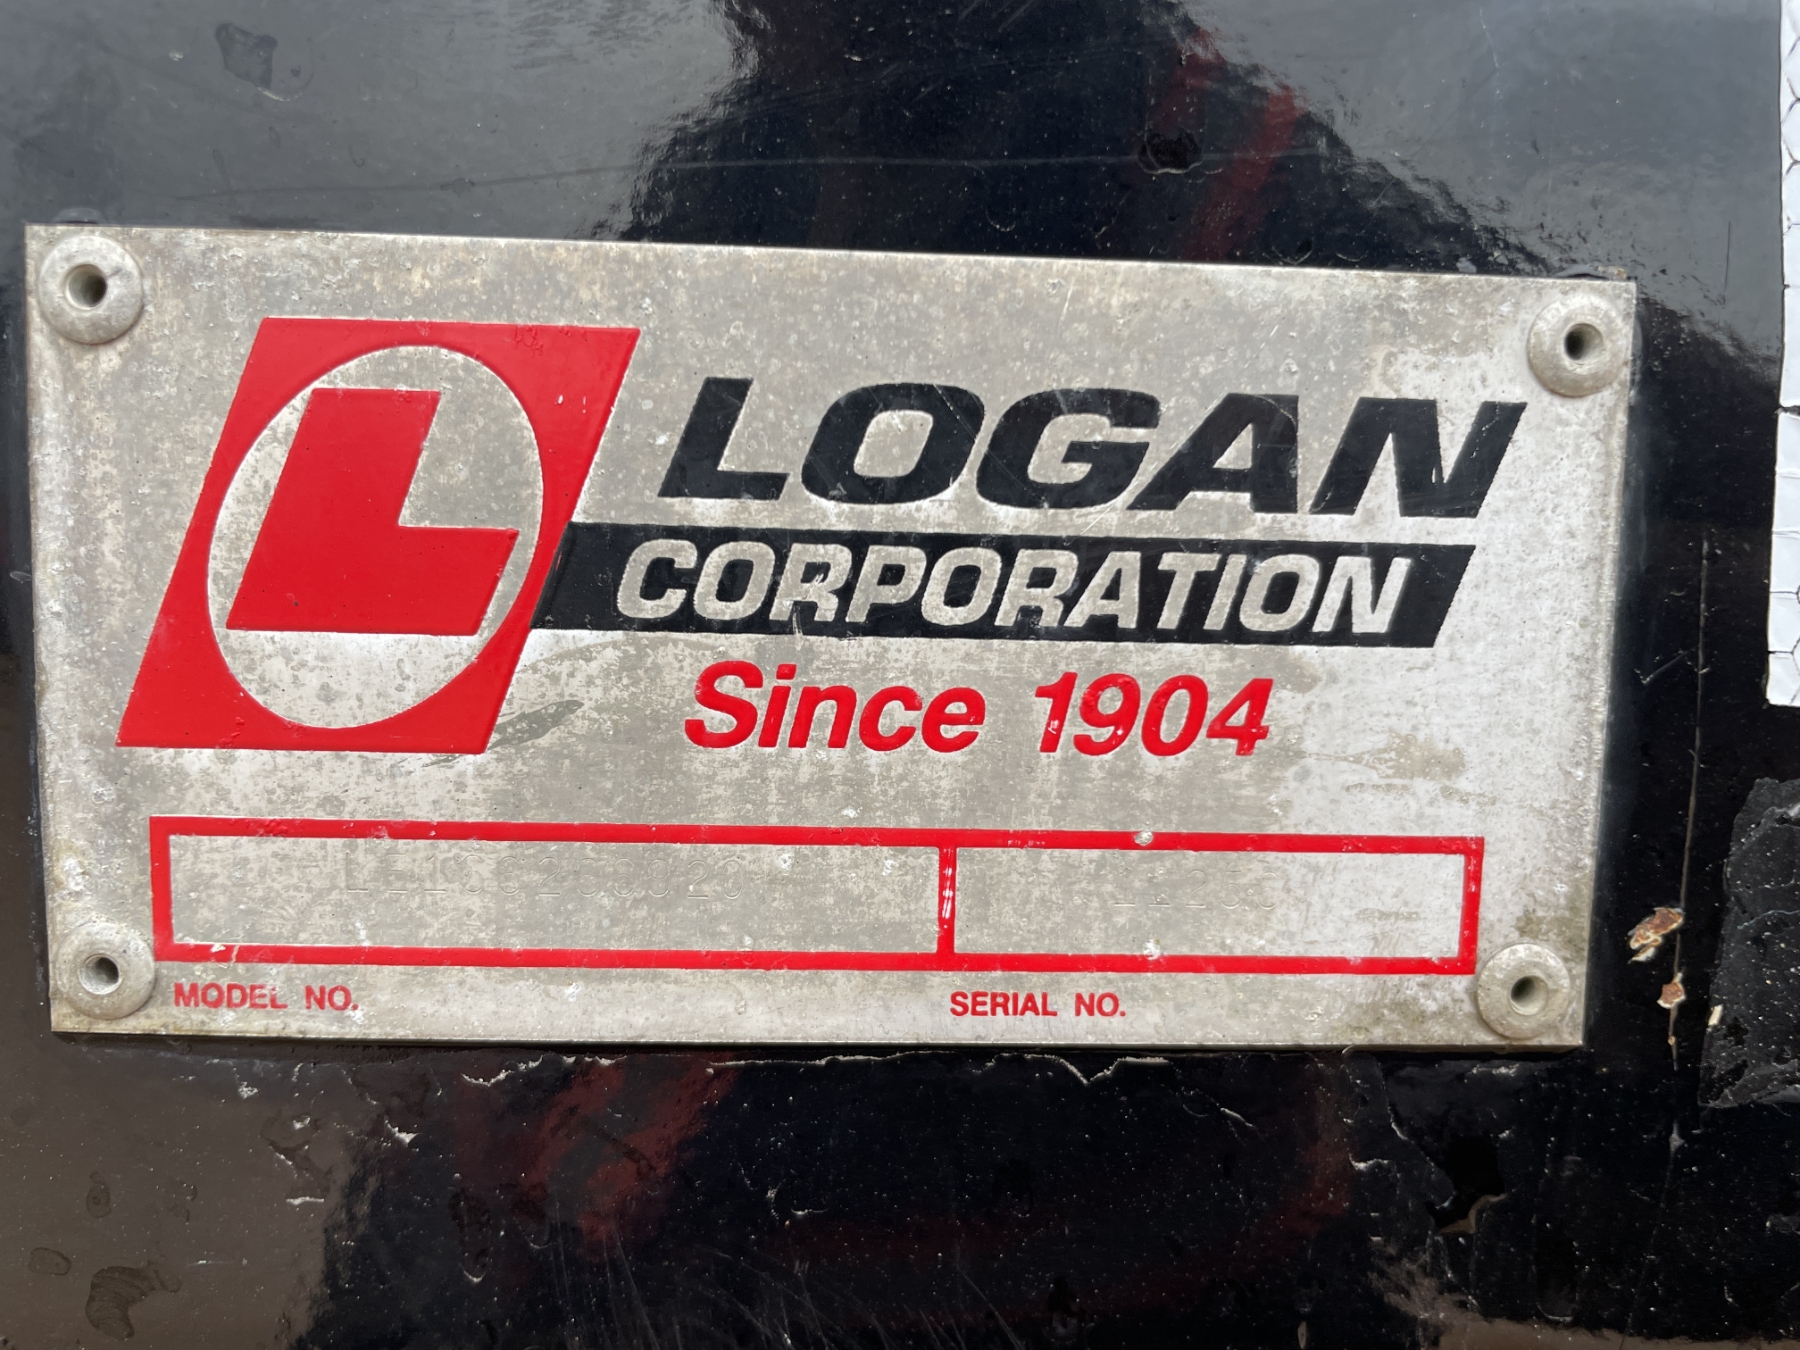 L
LOGAN
CORPORATION
Since 1904
MODEL NO.
SERIAL NO.